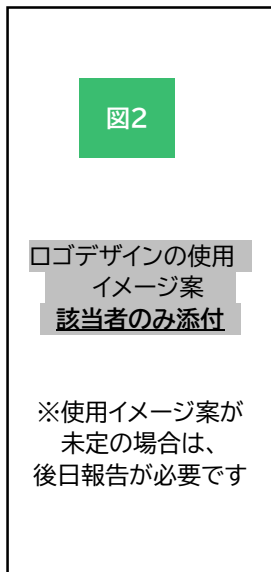 図2
ロゴデザインの使用
イメージ案
該当者のみ添付
※使用イメージ案が
未定の場合は、
後日報告が必要です